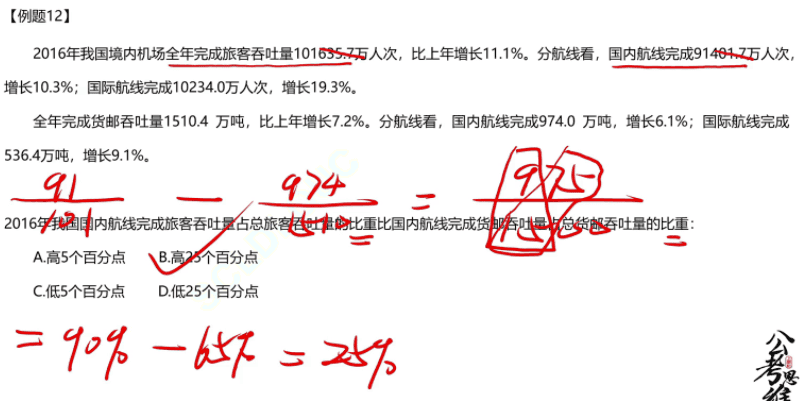 【例题12】
2016年我国境内机场全年完成旅客吞吐量101635.7万人次，比上年增长11.1%。分航线看，国内航线完成91401.7万人次，
增长10.3%；国际航线完成10234.0万人次，增长19.3%。
全年完成货邮吞吐量1510.4 万吨，比上年增长7.2%。分航线看，国内航线完成974.0 万吨，增长6.1%；国际航线完成
536.4万吨，增长9.1%。
91/101 — 974/1510 = 975/1500
2016年我国国内航线完成旅客吞吐量占总旅客吞吐量的比重比国内航线完成货邮吞吐量占总货邮吞吐量的比重：
A.高5个百分点 B.高25个百分点
C.低5个百分点 D.低25个百分点
= 90% — 65% = 25%
公考思维